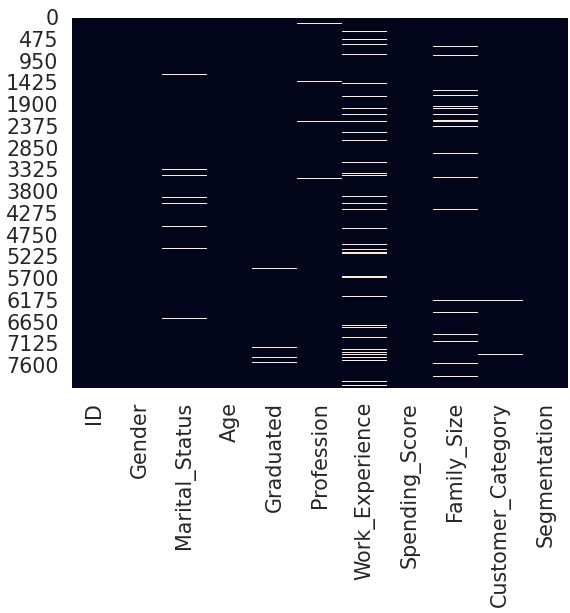 0
475
950
1425
1900
2375
2850
3325
3800
4275
4750
5225
5700
6175
6650
7125
7600
ID
Gender
Marital_Status
Age
Graduated
Profession
Work_Experience
Spending_Score
Family_Size
Customer_Category
Segmentation